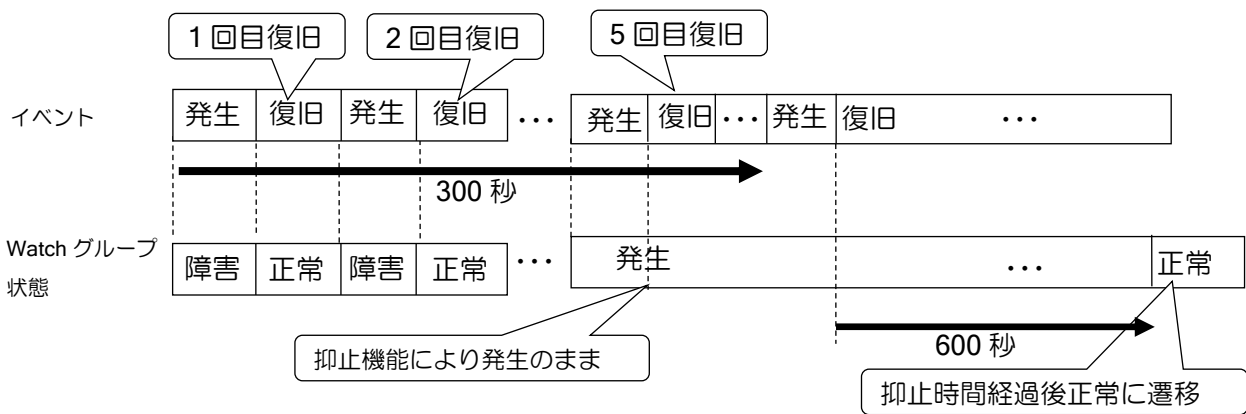 1 回目復旧
2 回目復旧
5 回目復旧
イベント
発生 復旧 発生 復旧 ・・・ 発生 復旧 ・・・ 発生 復旧 ・・・
300 秒
Watch グループ
状態
障害 正常 障害 正常 ・・・ 発生 ・・・ 正常
600 秒
抑止機能により発生のまま
抑止時間経過後正常に遷移